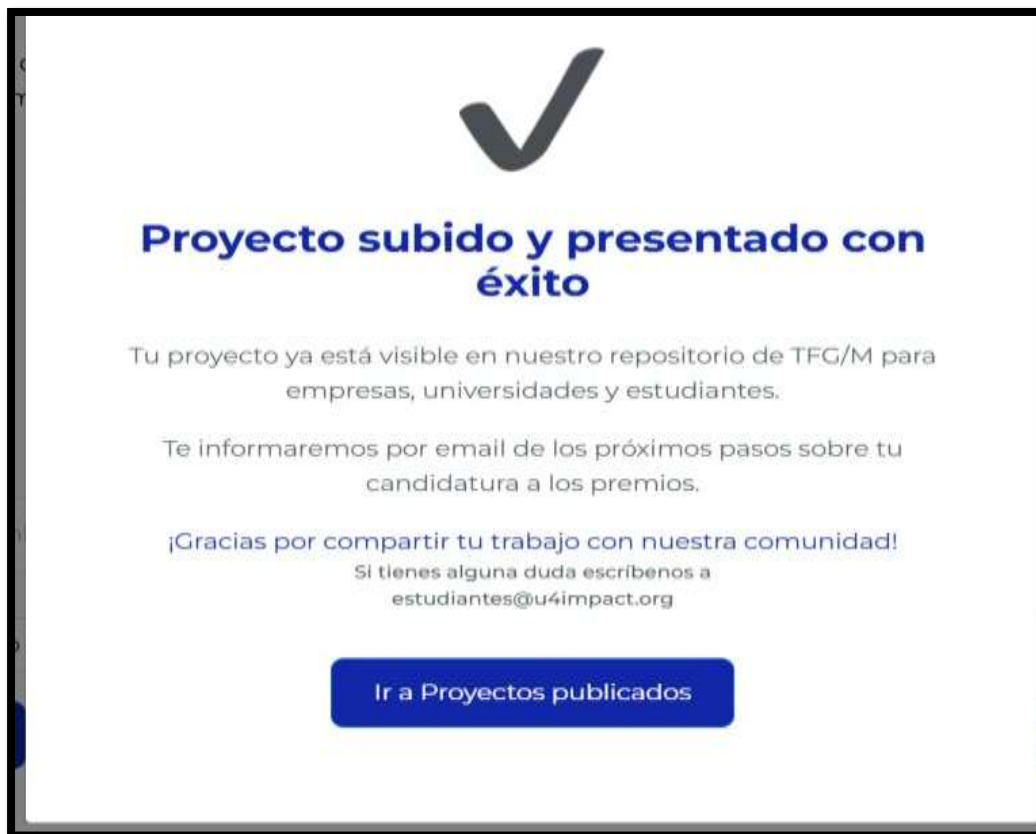 Proyecto subido y presentado con
éxito
Tu proyecto ya está visible en nuestro repositorio de TFG/M para
empresas, universidades y estudiantes.
Te informaremos por email de los próximos pasos sobre tu
candidatura a los premios.
¡Gracias por compartir tu trabajo con nuestra comunidad!
Si tienes alguna duda escríbenos a
estudiantes@u4impact.org
Ir a Proyectos publicados